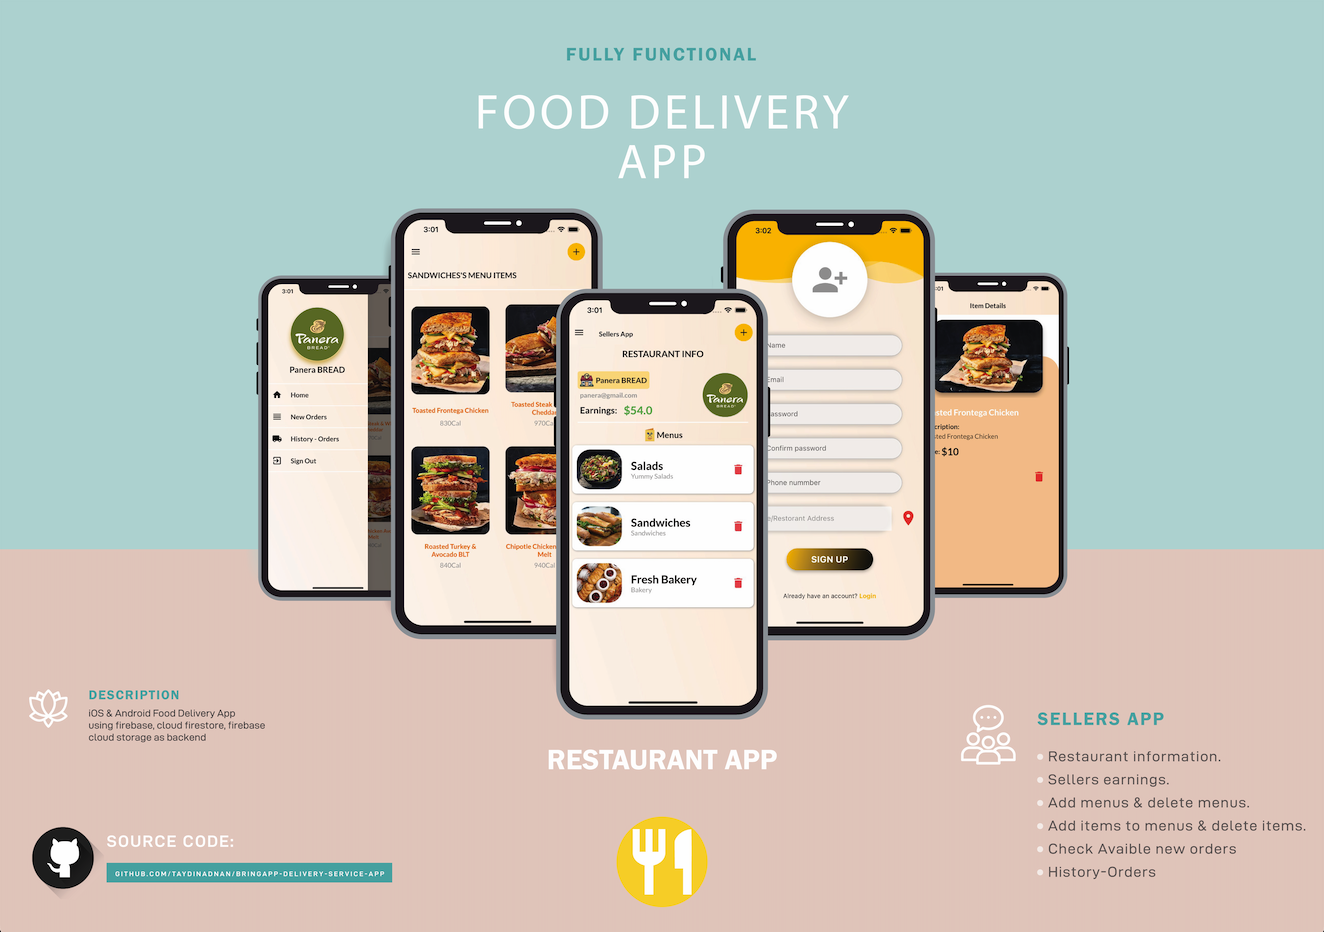 FULLY FUNCTIONAL
FOOD DELIVERY
APP
3:01
Panera
BREAD
Panera BREAD
Home
New Orders
History - Orders
Sign Out
3:01
SANDWICHES'S MENU ITEMS
Toasted Frontega Chicken
830Cal
Toasted Steak
Cheddar
970Ca
Roasted Turkey &
Avocado BLT
840Cal
Chipotle Chicken
Melt
940Cal
3:01
Sellers App
RESTAURANT INFO
Panera BREAD
panera@gmail.com
Earnings: $54.0
Panera
BREAD
Menus
Salads
Yummy Salads
Sandwiches
Sandwiches
Fresh Bakery
Bakery
3:02
Name
Email
assword
Confirm password
Phone nummber
e/Restorant Address
SIGN UP
Already have an account? Login
:01
Item Details
sted Frontega Chicken
cription:
sted Frontega Chicken
e: $10
DESCRIPTION
iOS & Android Food Delivery App
using firebase, cloud firestore, firebase
cloud storage as backend
RESTAURANT APP
SOURCE CODE:
GITHUB.COM/TAYDINADNAN/BRINGAPP-DELIVERY-SERVICE-APP
SELLERS APP
Restaurant information.
Sellers earnings.
Add menus & delete menus.
Add items to menus & delete items.
Check Avaible new orders
History-Orders